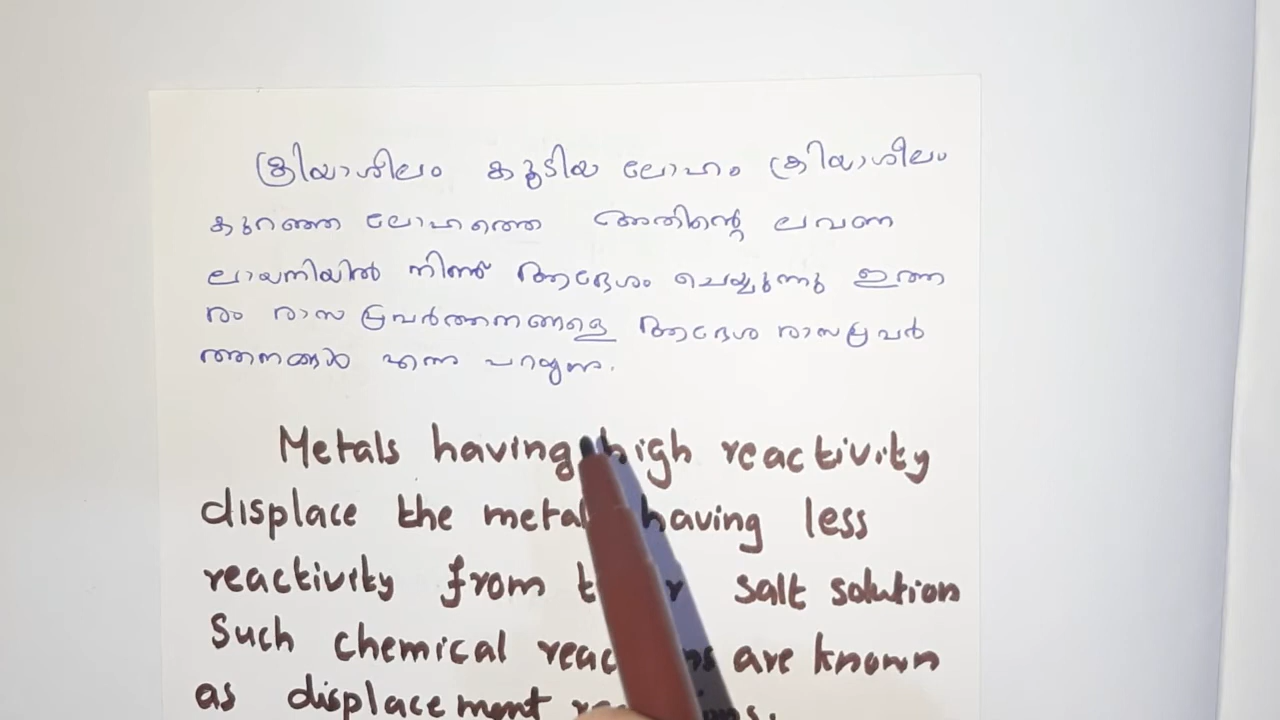 ക്രിയാശീലം കൂടിയ ലോഹം ക്രിയാശീലം
കുറഞ്ഞ ലോഹത്തെ അതിന്റെ ലവണ
ലായനിയിൽ നിന്ന് ആദേശം ചെയ്യുന്നു ഇത്ത
രം രാസ പ്രവർത്തനങ്ങളെ ആദേശ രാസപ്രവർ
ത്തനങ്ങൾ എന്നു പറയുന്നു.
Metals having high reactivity
displace the metal having less
reactivity from salt solution
Such chemical are known
as displacement